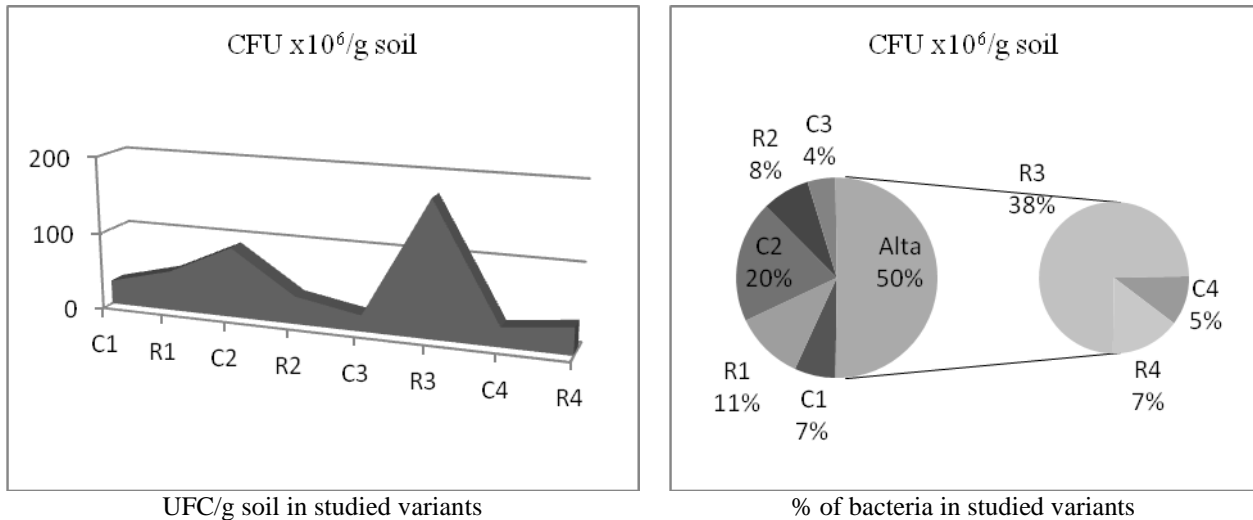 CFU x10⁶/g soil
200
100
0
C1 R1 C2 R2 C3 R3 C4 R4
UFC/g soil in studied variants
CFU x10⁶/g soil
C3
4%
R2
8%
C2
20%
Alta
50%
R1
11%
C1
7%
R3
38%
C4
5%
R4
7%
% of bacteria in studied variants